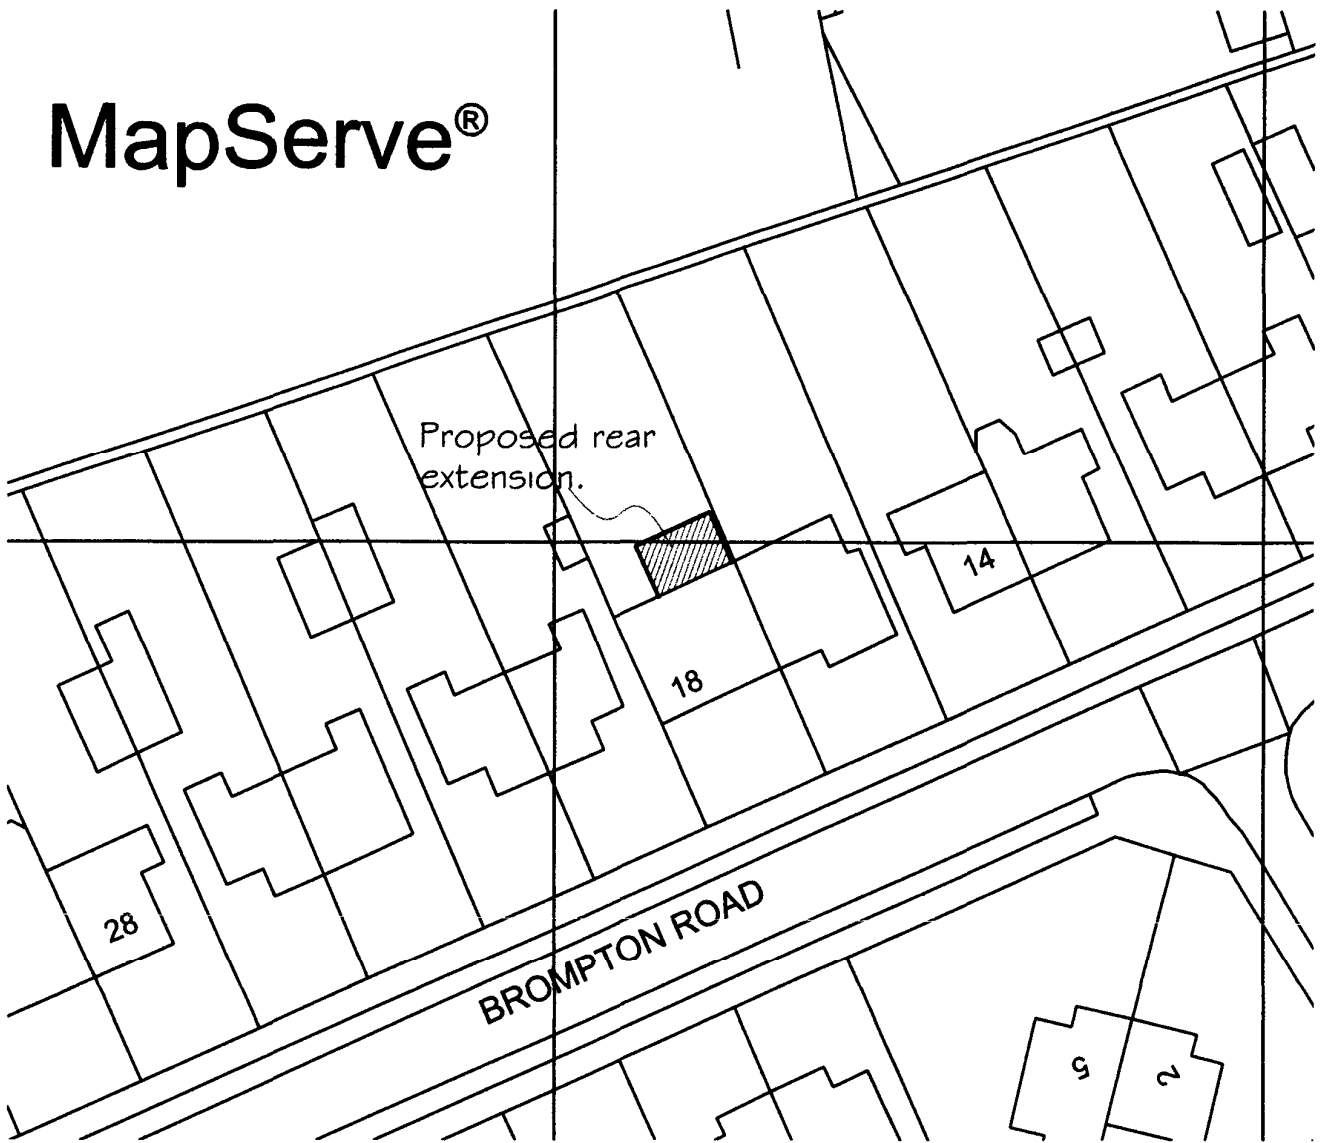 MapServe®
Proposed rear
extension.
14
18
28
BROMPTON ROAD
5
2